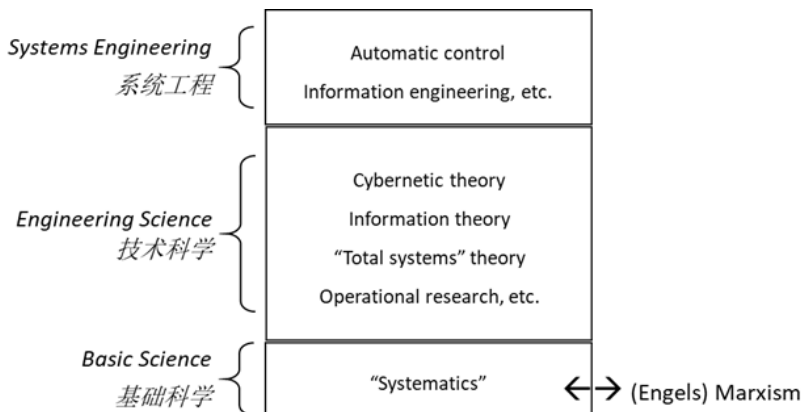 Systems Engineering
系统工程
Automatic control
Information engineering, etc.
Engineering Science
技术科学
Cybernetic theory
Information theory
“Total systems” theory
Operational research, etc.
Basic Science
基础科学
“Systematics”
(Engels) Marxism